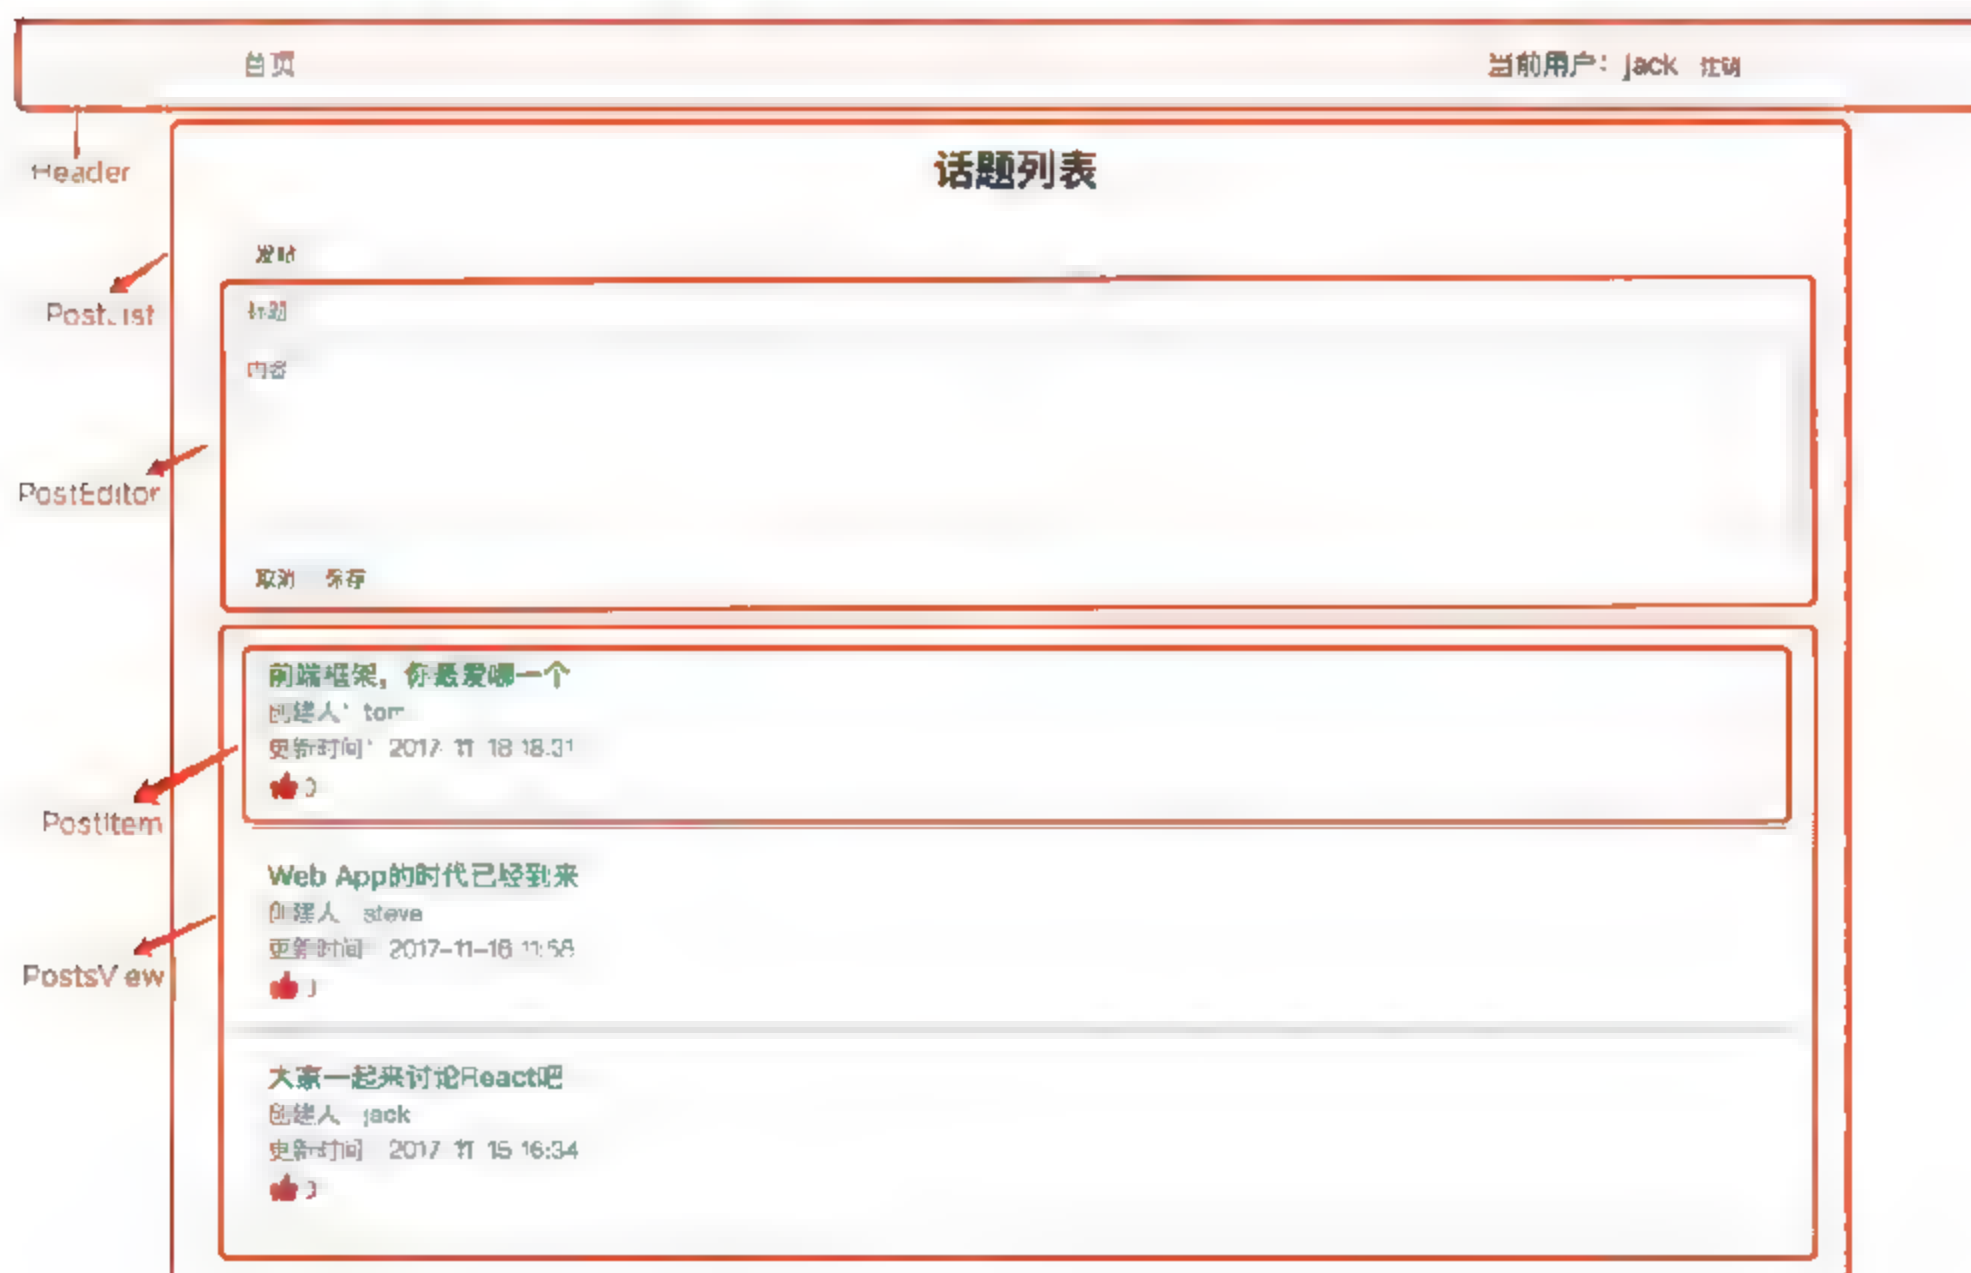 首页 当前用户：jack 注销
Header
话题列表
发帖
PostList
标题
内容
PostEditor
取消 保存
前端框架，你最爱哪一个
创建人：tom
更新时间：2017-11-18 18:31
PostItem
Web App的时代已经到来
创建人 steve
更新时间 2017-11-16 11:58
PostsView
大家一起来讨论React吧
创建人 jack
更新时间 2017-11-15 16:34